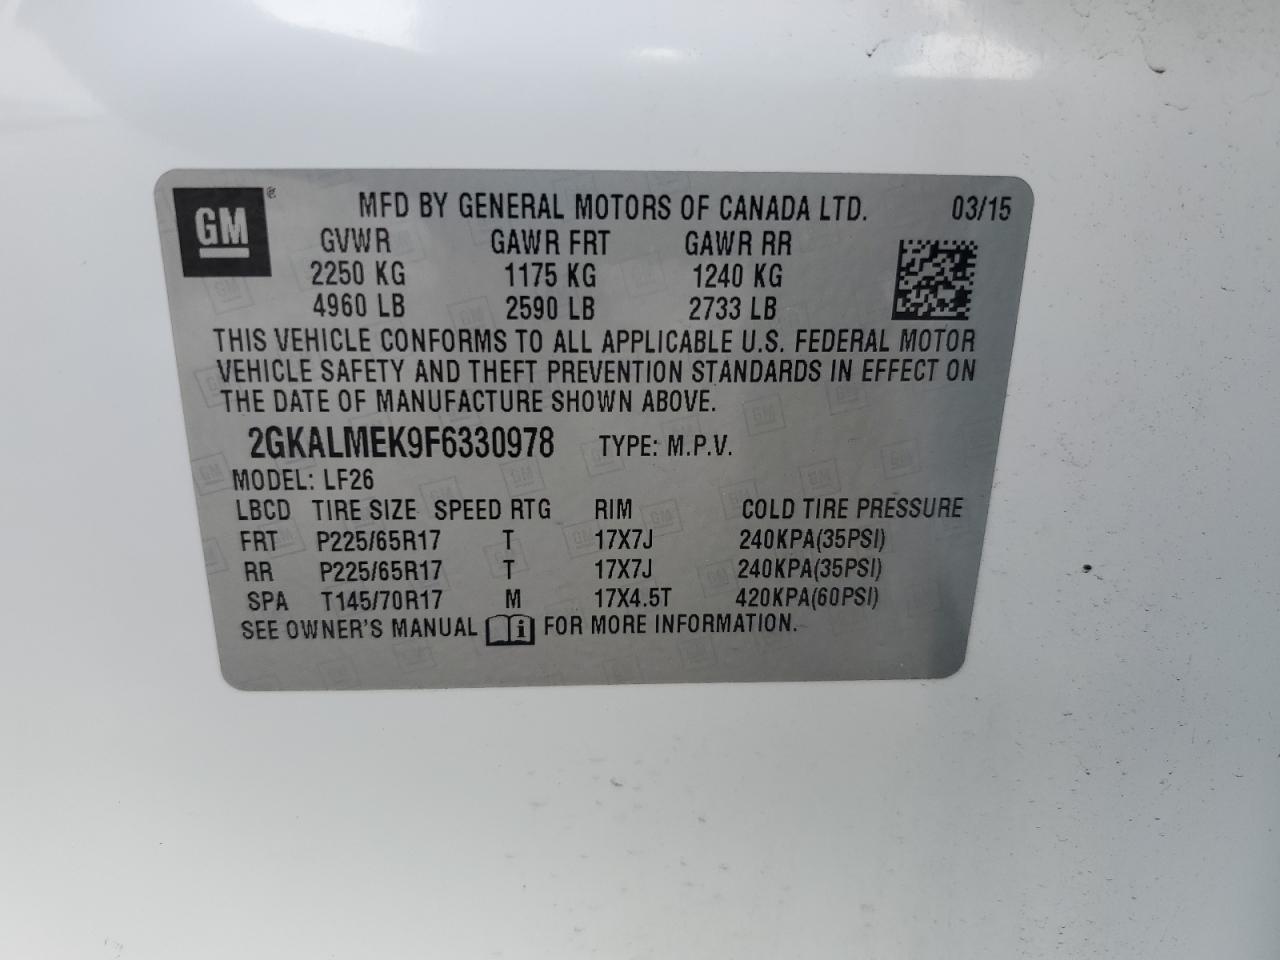 GM ® MFD BY GENERAL MOTORS OF CANADA LTD. 03/15
GVWR GAWR FRT GAWR RR
2250 KG 1175 KG 1240 KG
4960 LB 2590 LB 2733 LB
THIS VEHICLE CONFORMS TO ALL APPLICABLE U.S. FEDERAL MOTOR
VEHICLE SAFETY AND THEFT PREVENTION STANDARDS IN EFFECT ON
THE DATE OF MANUFACTURE SHOWN ABOVE.
2GKALMEK9F6330978 TYPE: M.P.V.
MODEL: LF26
LBCD TIRE SIZE SPEED RTG RIM COLD TIRE PRESSURE
FRT P225/65R17 T 17X7J 240KPA(35PSI)
RR P225/65R17 T 17X7J 240KPA(35PSI)
SPA T145/70R17 M 17X4.5T 420KPA(60PSI)
SEE OWNER'S MANUAL i FOR MORE INFORMATION.